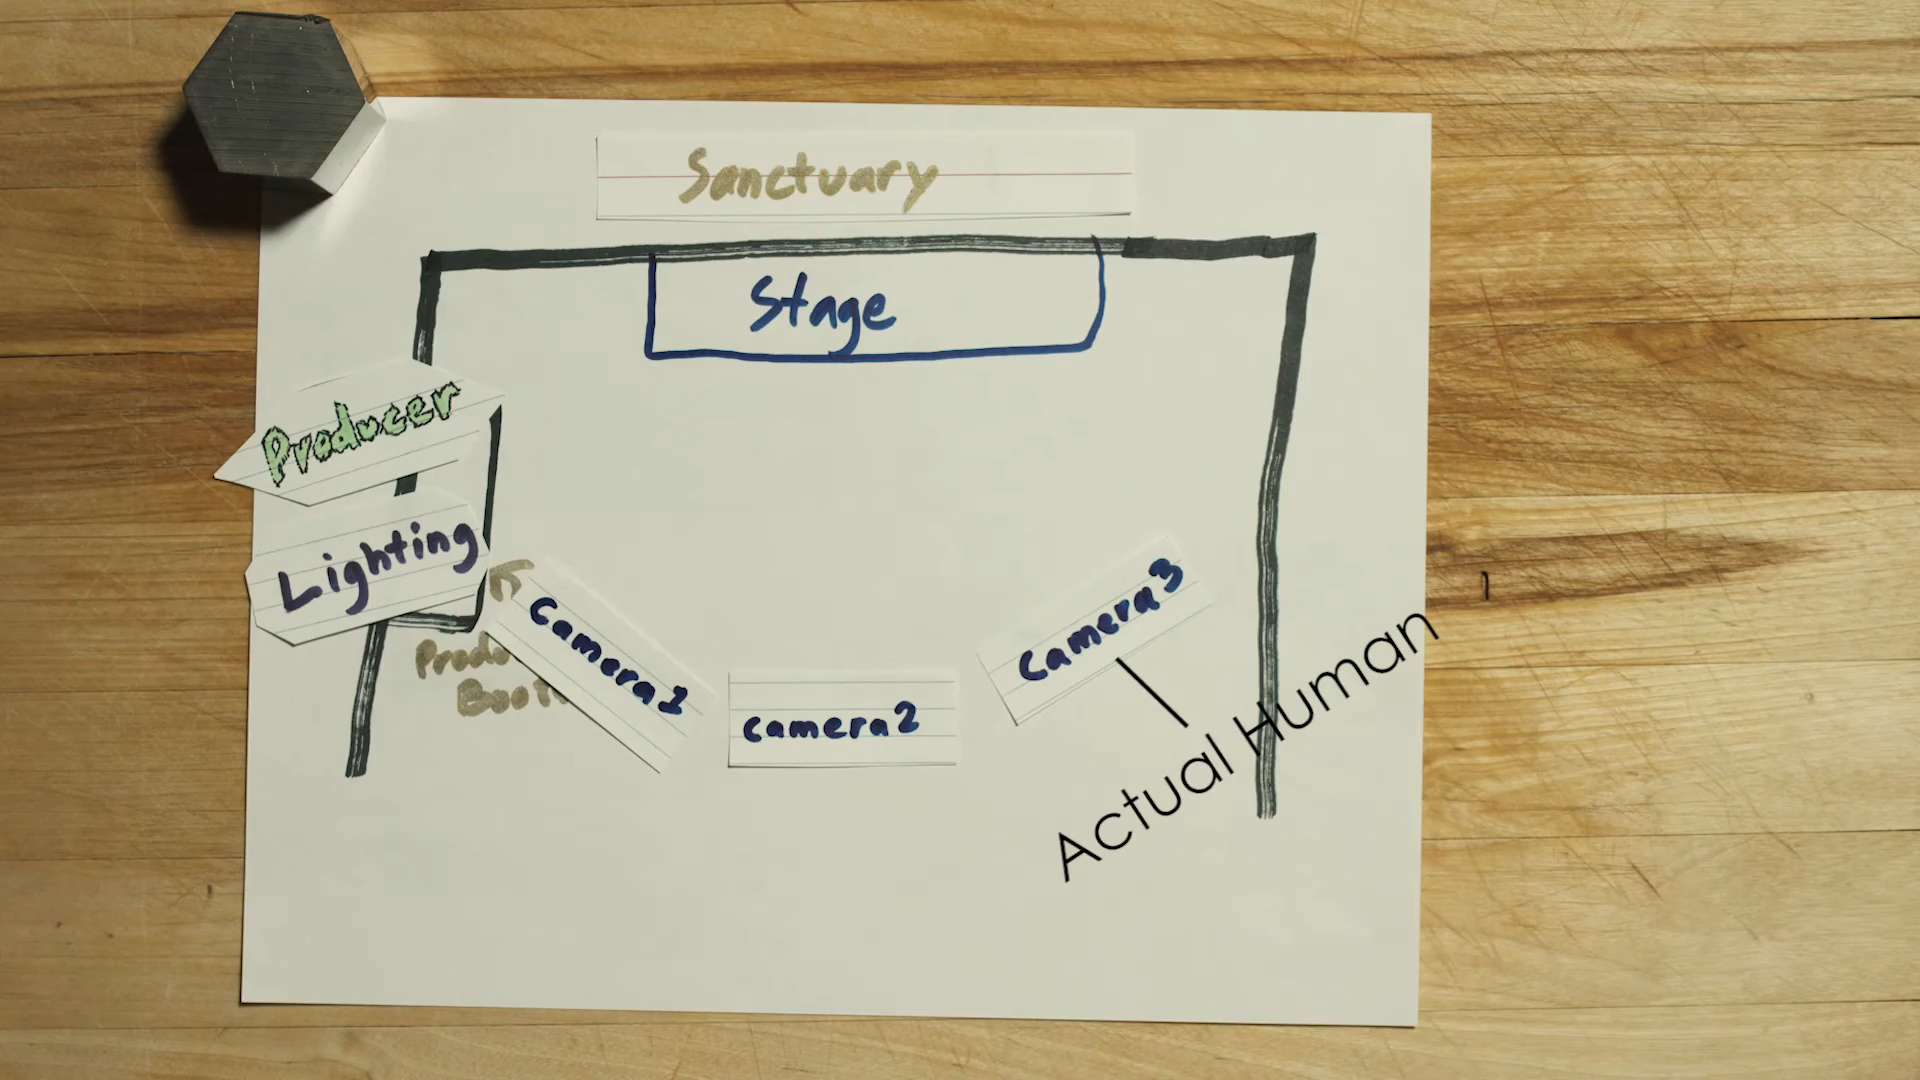 Sanctuary
Stage
Producer
Lighting
Camera1
camera2
Camera3
Actual Human